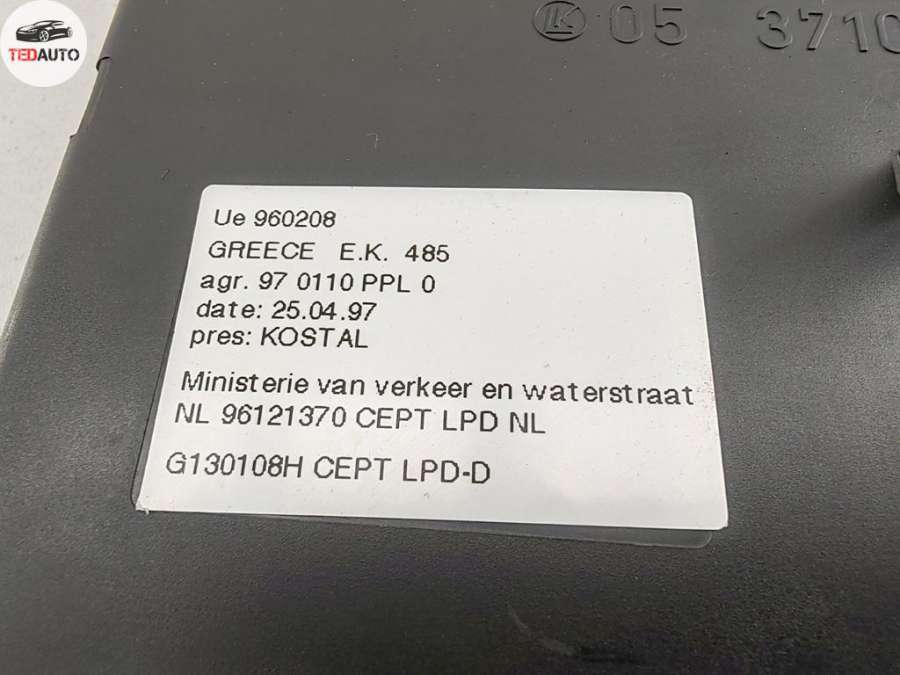 TEDAUTO
LK 05 3710
Ue 960208
GREECE E.K. 485
agr. 97 0110 PPL 0
date: 25.04.97
pres: KOSTAL
Ministerie van verkeer en waterstraat
NL 96121370 CEPT LPD NL
G130108H CEPT LPD-D